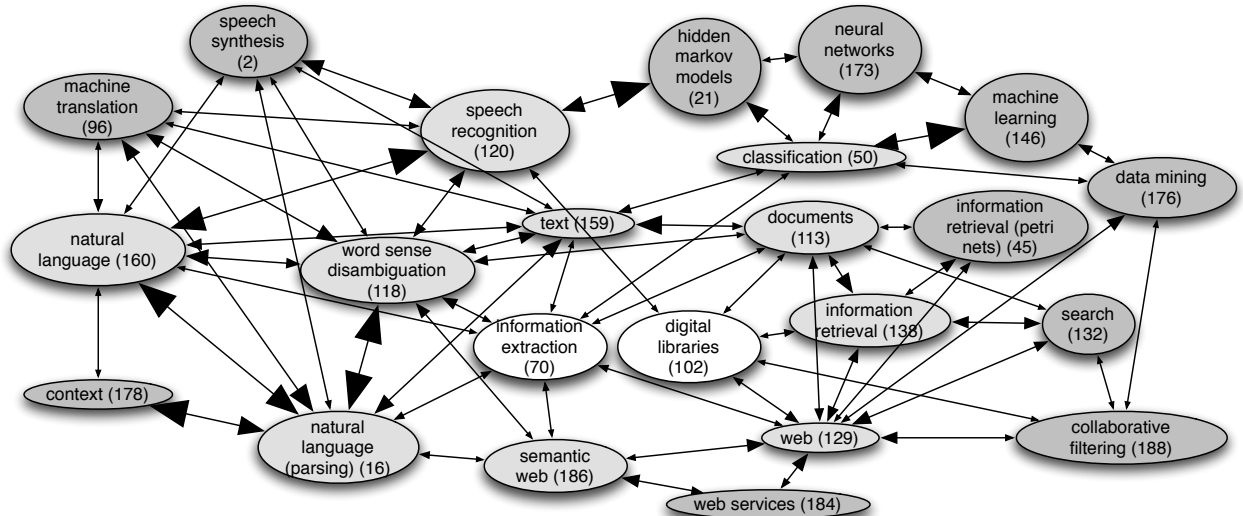 speech
synthesis
(2)
hidden
markov
models
(21)
neural
networks
(173)
machine
translation
(96)
speech
recognition
(120)
machine
learning
(146)
classification (50)
data mining
(176)
natural
language (160)
word sense
disambiguation
(118)
text (159)
documents
(113)
information
retrieval (petri
nets) (45)
information
extraction
(70)
digital
libraries
(102)
information
retrieval (138)
search
(132)
context (178)
natural
language
(parsing) (16)
semantic
web (186)
web (129)
collaborative
filtering (188)
web services (184)